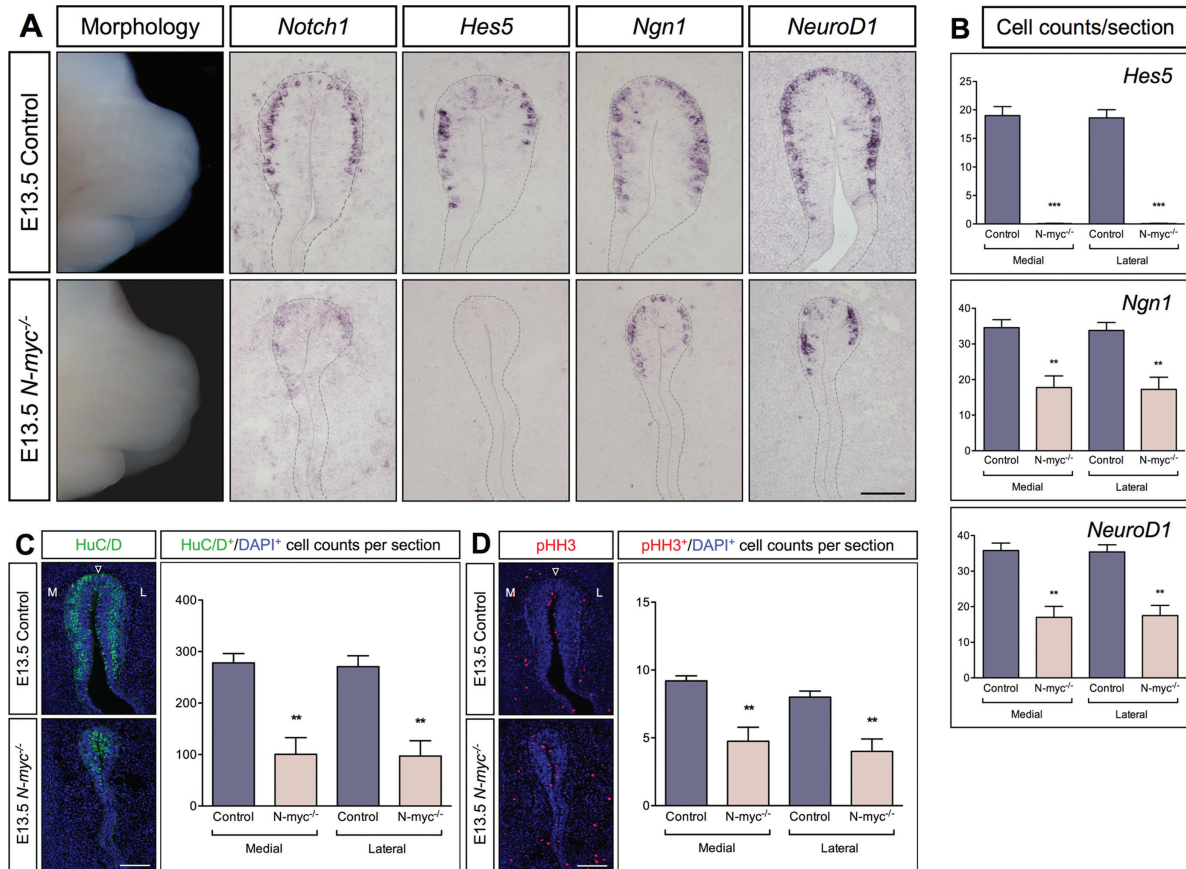 A
Morphology
Notch1
Hes5
Ngn1
NeuroD1
E13.5 Control
E13.5 N-myc-/-
B
Cell counts/section
Hes5
25
20
15
10
5
0
***
***
Control
N-myc-/-
Control
N-myc-/-
Medial
Lateral
Ngn1
40
30
20
10
0
**
**
Control
N-myc-/-
Control
N-myc-/-
Medial
Lateral
NeuroD1
40
30
20
10
0
**
**
Control
N-myc-/-
Control
N-myc-/-
Medial
Lateral
C
HuC/D
HuC/D+/DAPI+ cell counts per section
E13.5 Control
M
L
E13.5 N-myc-/-
400
300
200
100
0
**
**
Control
N-myc-/-
Control
N-myc-/-
Medial
Lateral
D
pHH3
pHH3+/DAPI+ cell counts per section
E13.5 Control
M
L
E13.5 N-myc-/-
15
10
5
0
**
**
Control
N-myc-/-
Control
N-myc-/-
Medial
Lateral